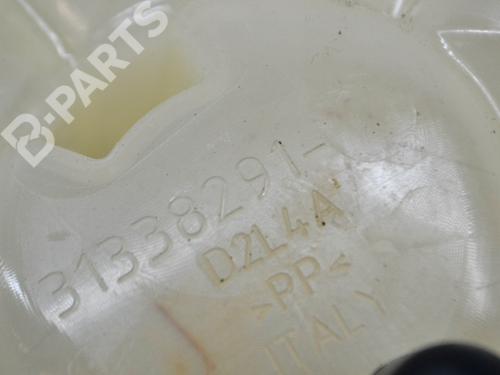 B-PARTS
31338291-
D2L4A
>PP<
ITALY